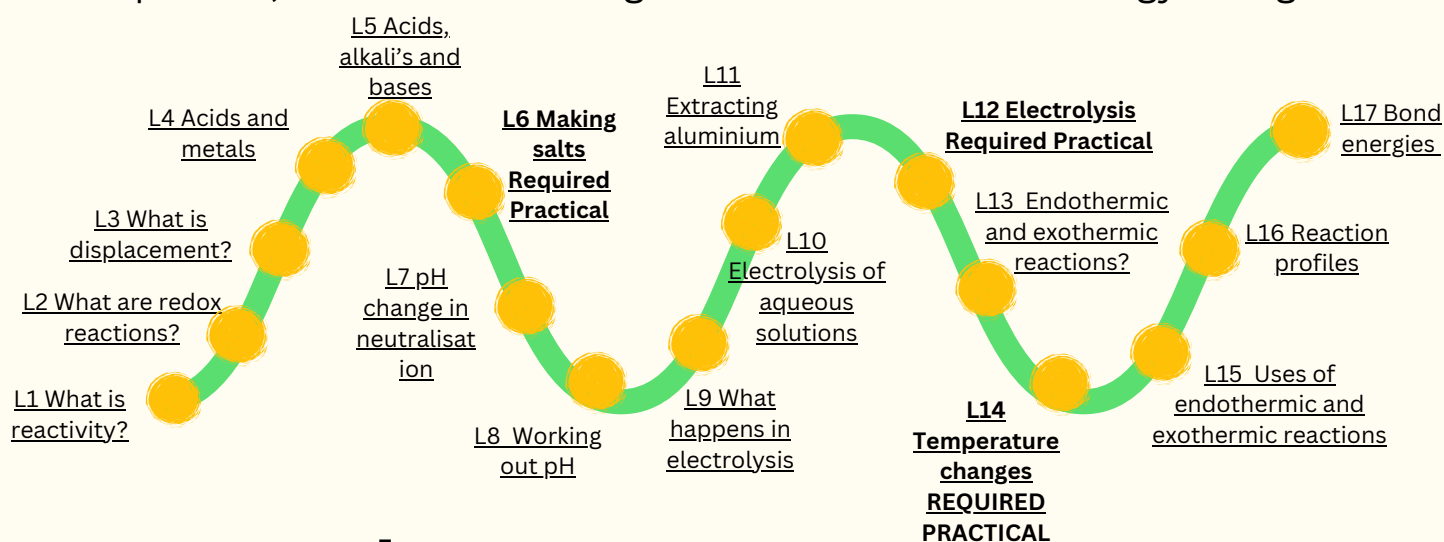 L1 What is
reactivity?
L2 What are redox
reactions?
L3 What is
displacement?
L4 Acids and
metals
L5 Acids,
alkali’s and
bases
L6 Making
salts
Required
Practical
L7 pH
change in
neutralisat
ion
L8 Working
out pH
L9 What
happens in
electrolysis
L10
Electrolysis of
aqueous
solutions
L11
Extracting
aluminium
L12 Electrolysis
Required Practical
L13 Endothermic
and exothermic
reactions?
L14
Temperature
changes
REQUIRED
PRACTICAL
L15 Uses of
endothermic and
exothermic reactions
L16 Reaction
profiles
L17 Bond
energies